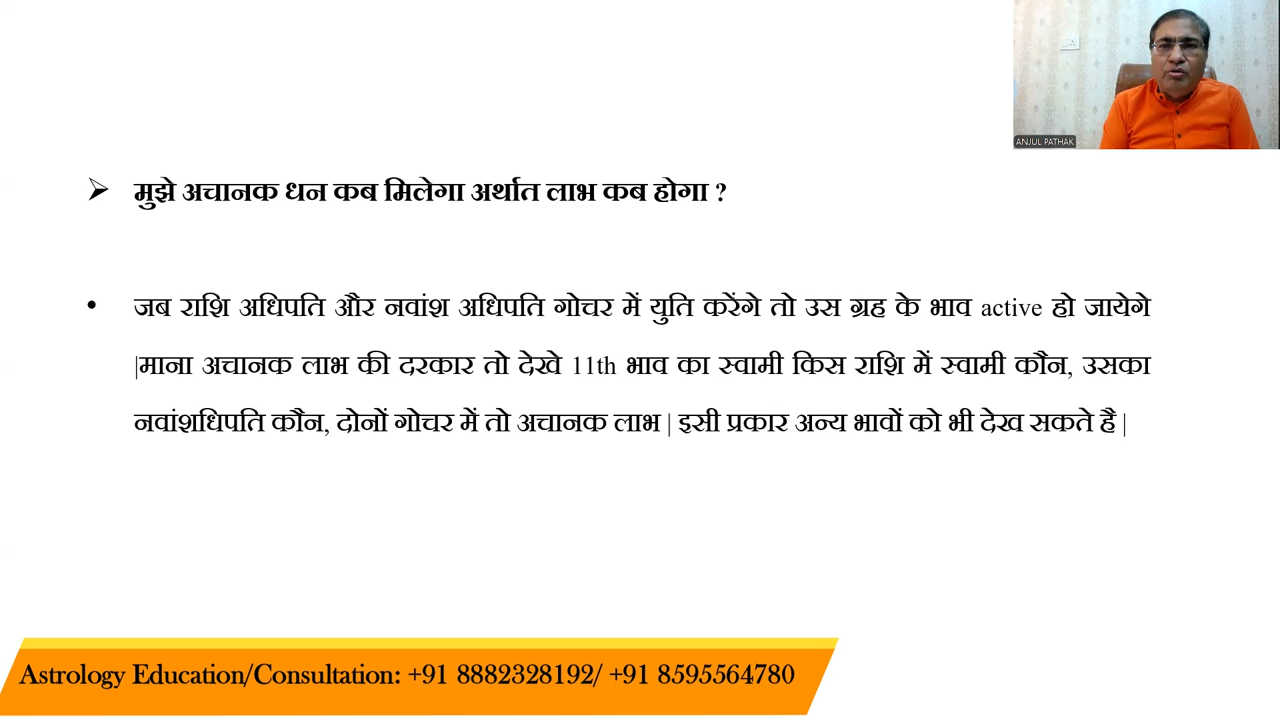 ANJUL PATHAK
➢ मुझे अचानक धन कब मिलेगा अर्थात लाभ कब होगा ?
• जब राशि अधिपति और नवांश अधिपति गोचर में युति करेंगे तो उस ग्रह के भाव active हो जायेगे
|माना अचानक लाभ की दरकार तो देखे 11th भाव का स्वामी किस राशि में स्वामी कौन, उसका
नवांशधिपति कौन, दोनों गोचर में तो अचानक लाभ | इसी प्रकार अन्य भावों को भी देख सकते है |
Astrology Education/Consultation: +91 8882328192/ +91 8595564780